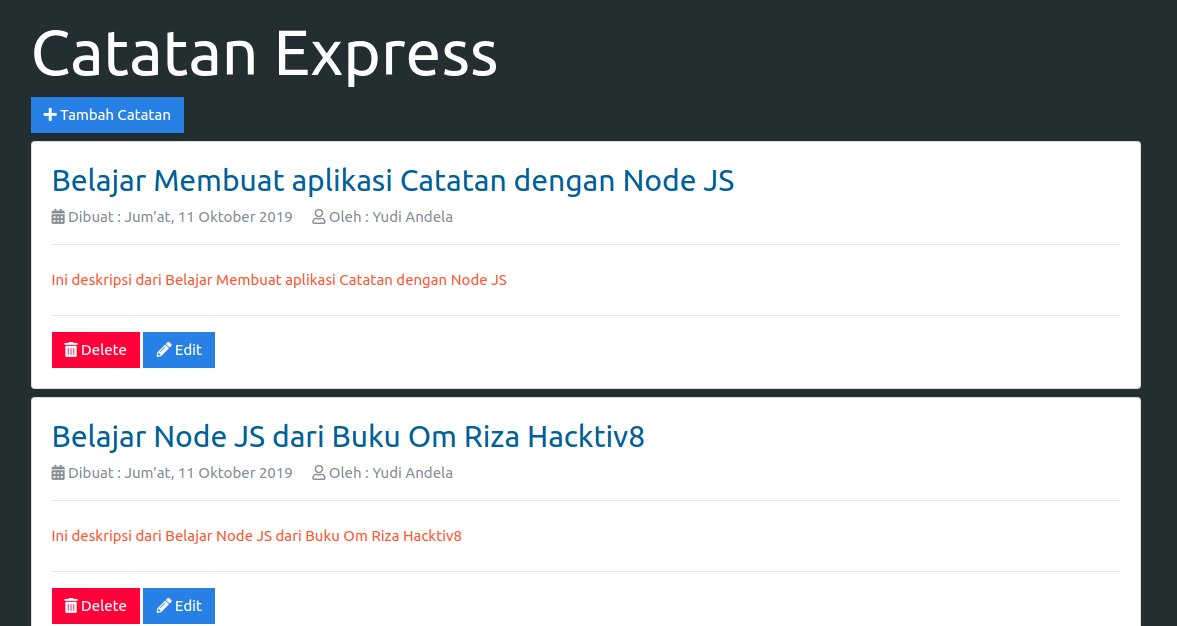 Catatan Express
Tambah Catatan
Belajar Membuat aplikasi Catatan dengan Node JS
Dibuat : Jum'at, 11 Oktober 2019 Oleh : Yudi Andela
Ini deskripsi dari Belajar Membuat aplikasi Catatan dengan Node JS
Delete Edit
Belajar Node JS dari Buku Om Riza Hacktiv8
Dibuat : Jum'at, 11 Oktober 2019 Oleh : Yudi Andela
Ini deskripsi dari Belajar Node JS dari Buku Om Riza Hacktiv8
Delete Edit